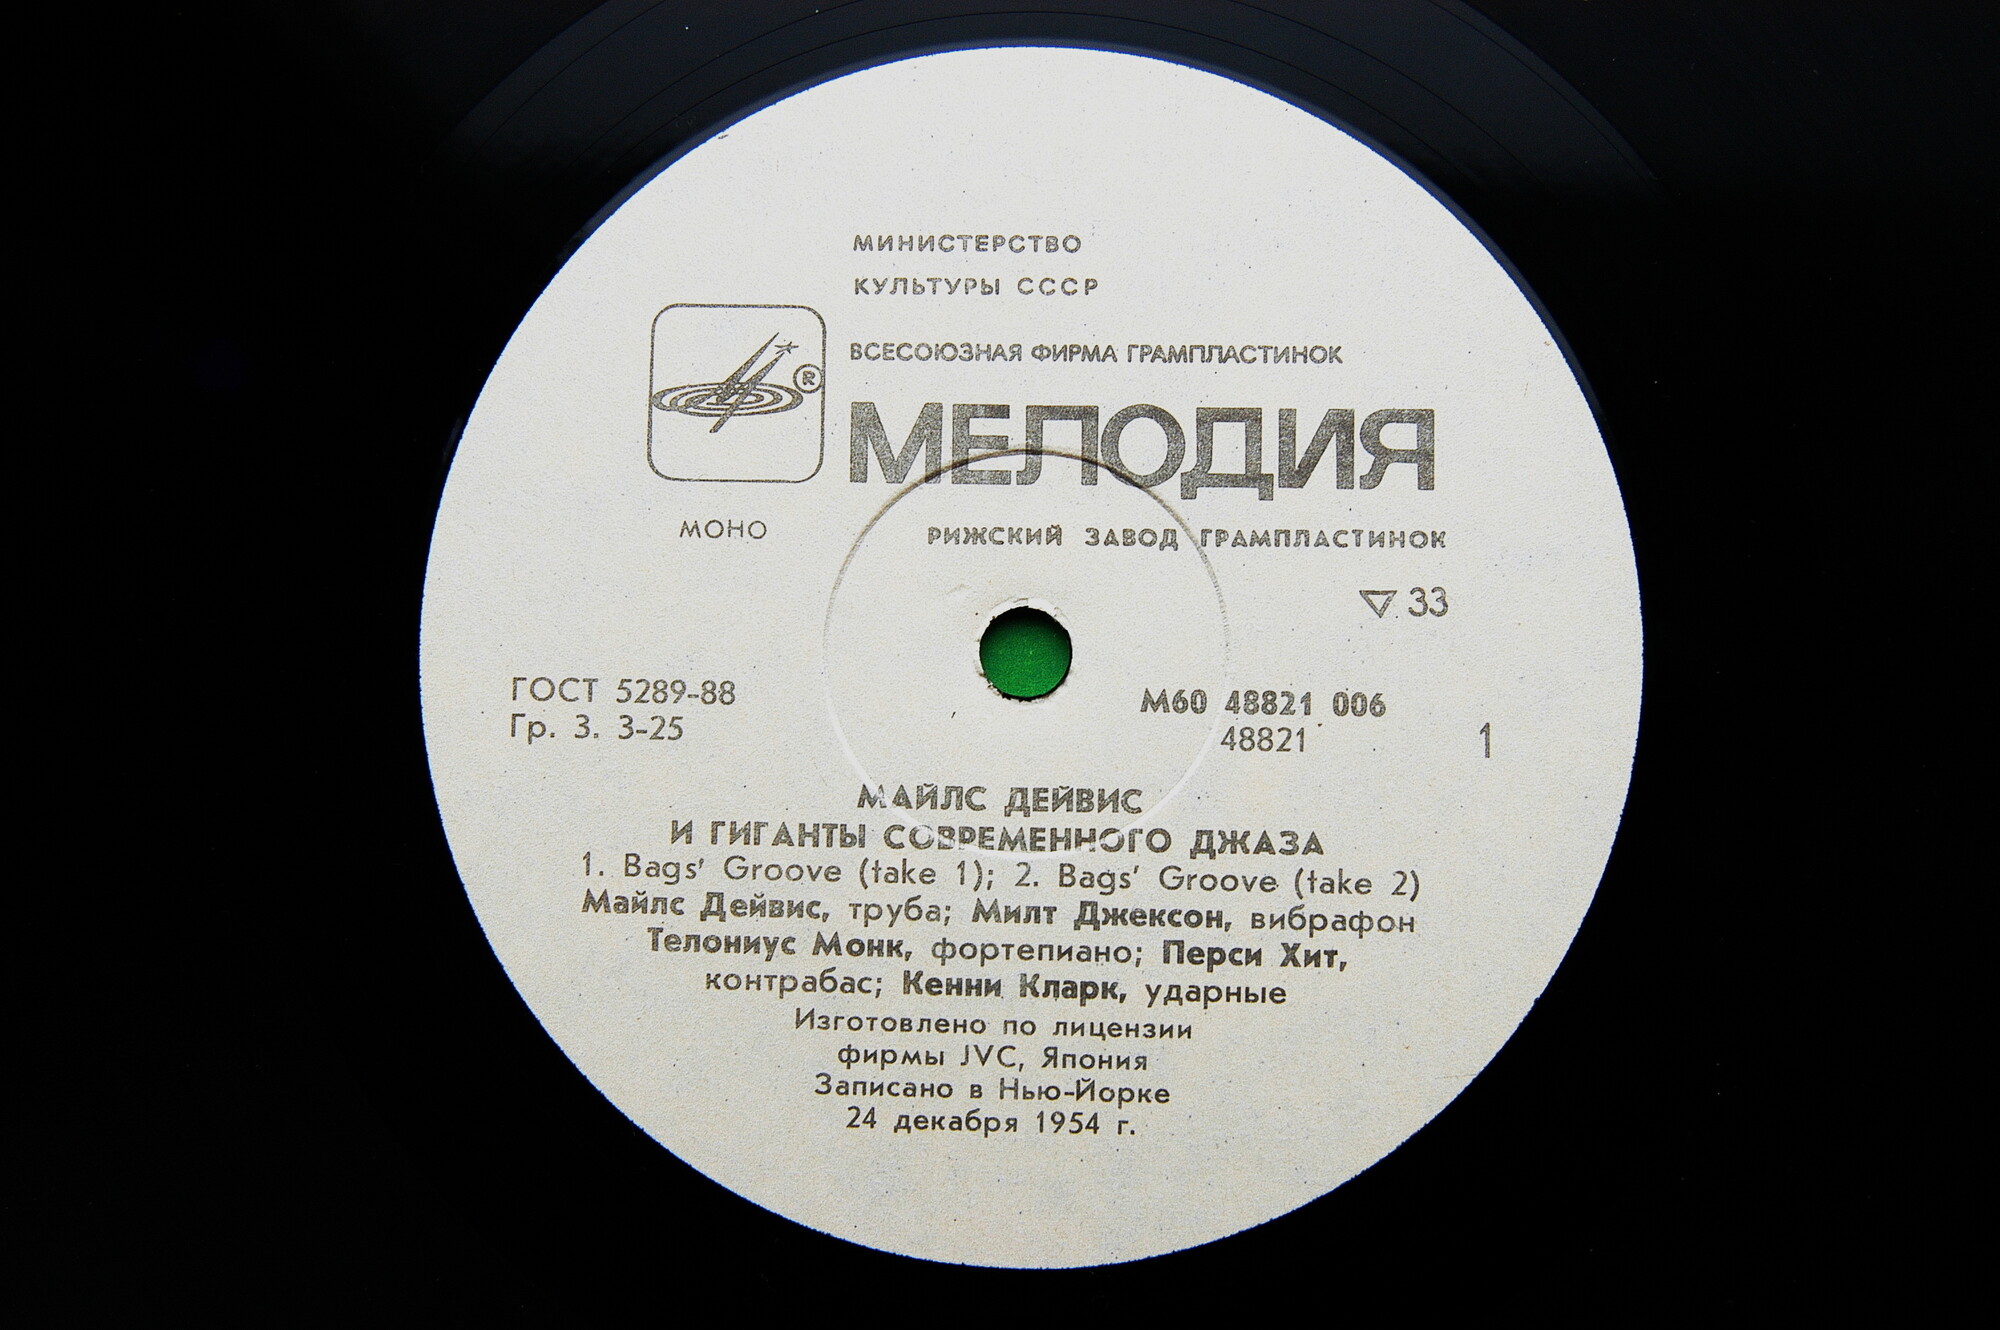 МИНИСТЕРСТВО
КУЛЬТУРЫ СССР
ВСЕСОЮЗНАЯ ФИРМА ГРАМПЛАСТИНОК
®
МЕЛОДИЯ
МОНО
РИЖСКИЙ ЗАВОД ГРАМПЛАСТИНОК
▽ 33
ГОСТ 5289-88
Гр. 3. 3-25
М60 48821 006
48821
1
МАЙЛС ДЕЙВИС
И ГИГАНТЫ СОВРЕМЕННОГО ДЖАЗА
1. Bags' Groove (take 1); 2. Bags' Groove (take 2)
Майлс Дейвис, труба; Милт Джексон, вибрафон
Телониус Монк, фортепиано; Перси Хит,
контрабас; Кенни Кларк, ударные
Изготовлено по лицензии
фирмы JVC, Япония
Записано в Нью-Йорке
24 декабря 1954 г.